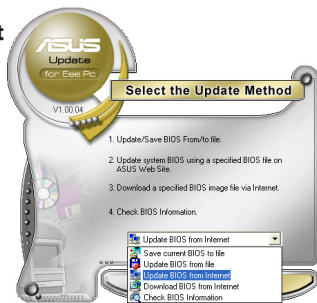 t
ASUS
Update
for Eee Pc
V1.00.04
Select the Update Method
1. Update/Save BIOS From/to file.
2. Update system BIOS using a specified BIOS file on
ASUS Web Site.
3. Download a specified BIOS image file via Internet.
4. Check BIOS Information.
Update BIOS from Internet
Save current BIOS to file
Update BIOS from file
Update BIOS from Internet
Download BIOS from Internet
Check BIOS Information